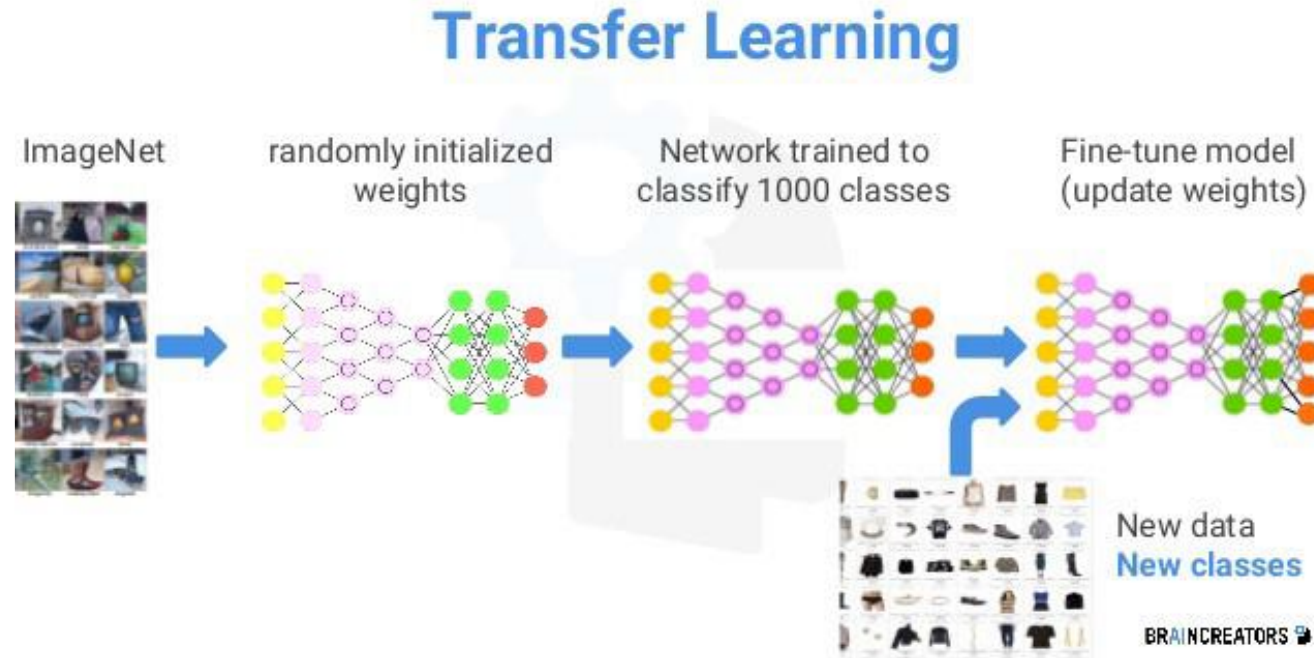 Transfer Learning
ImageNet
randomly initialized
weights
Network trained to
classify 1000 classes
Fine-tune model
(update weights)
New data
New classes
BRAINCREATORS